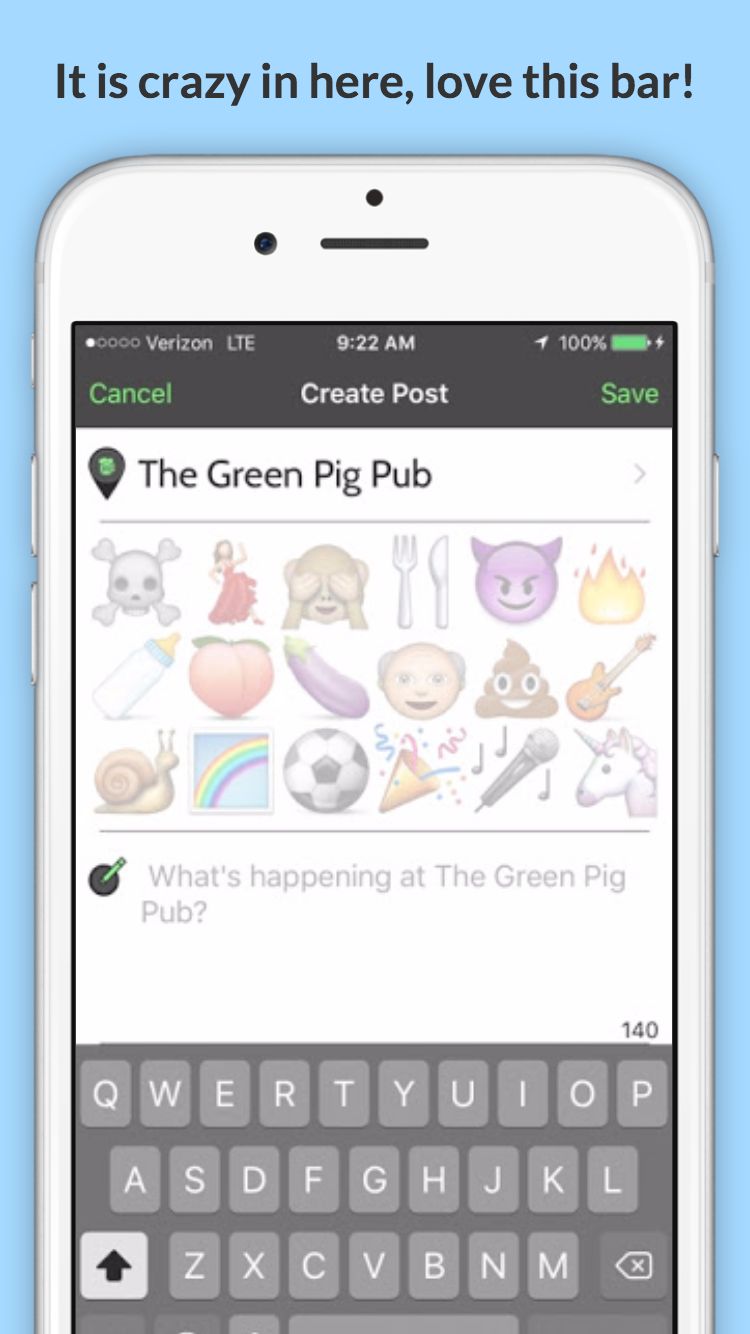 It is crazy in here, love this bar!
Verizon LTE 9:22 AM 100%
Cancel Create Post Save
The Green Pig Pub
What's happening at The Green Pig
Pub?
140
Q W E R T Y U I O P
A S D F G H J K L
Z X C V B N M